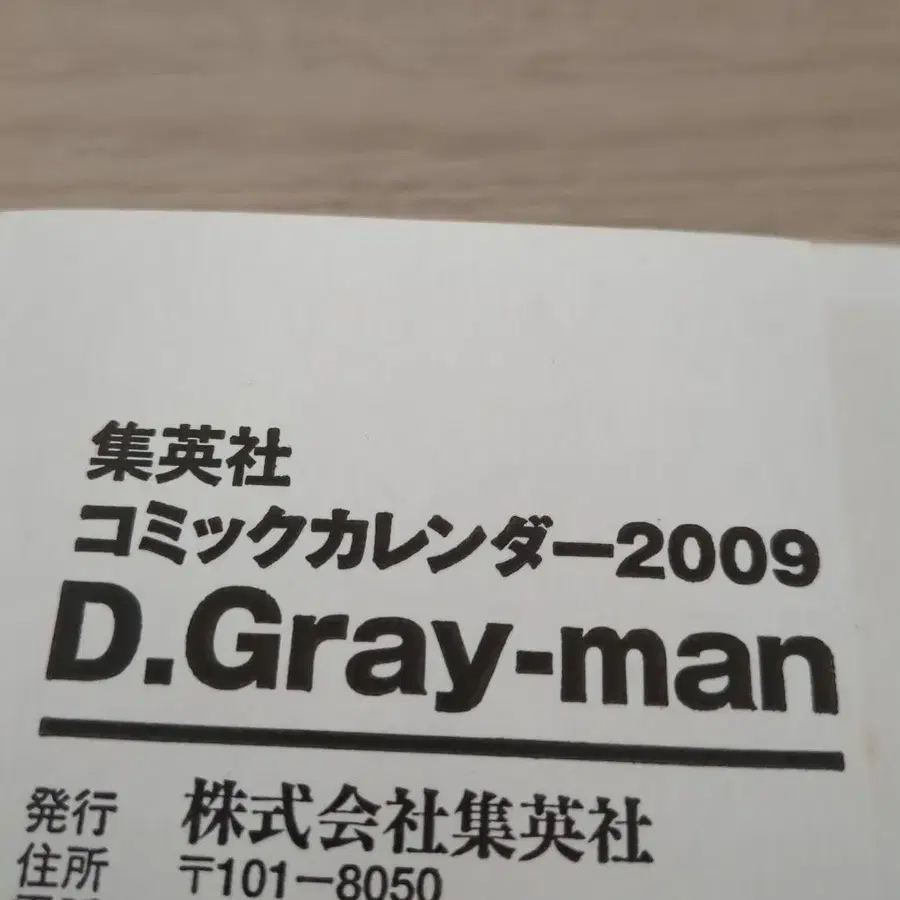 集英社
コミックカレンダー2009
D.Gray-man
発行 株式会社集英社
住所 〒101-8050